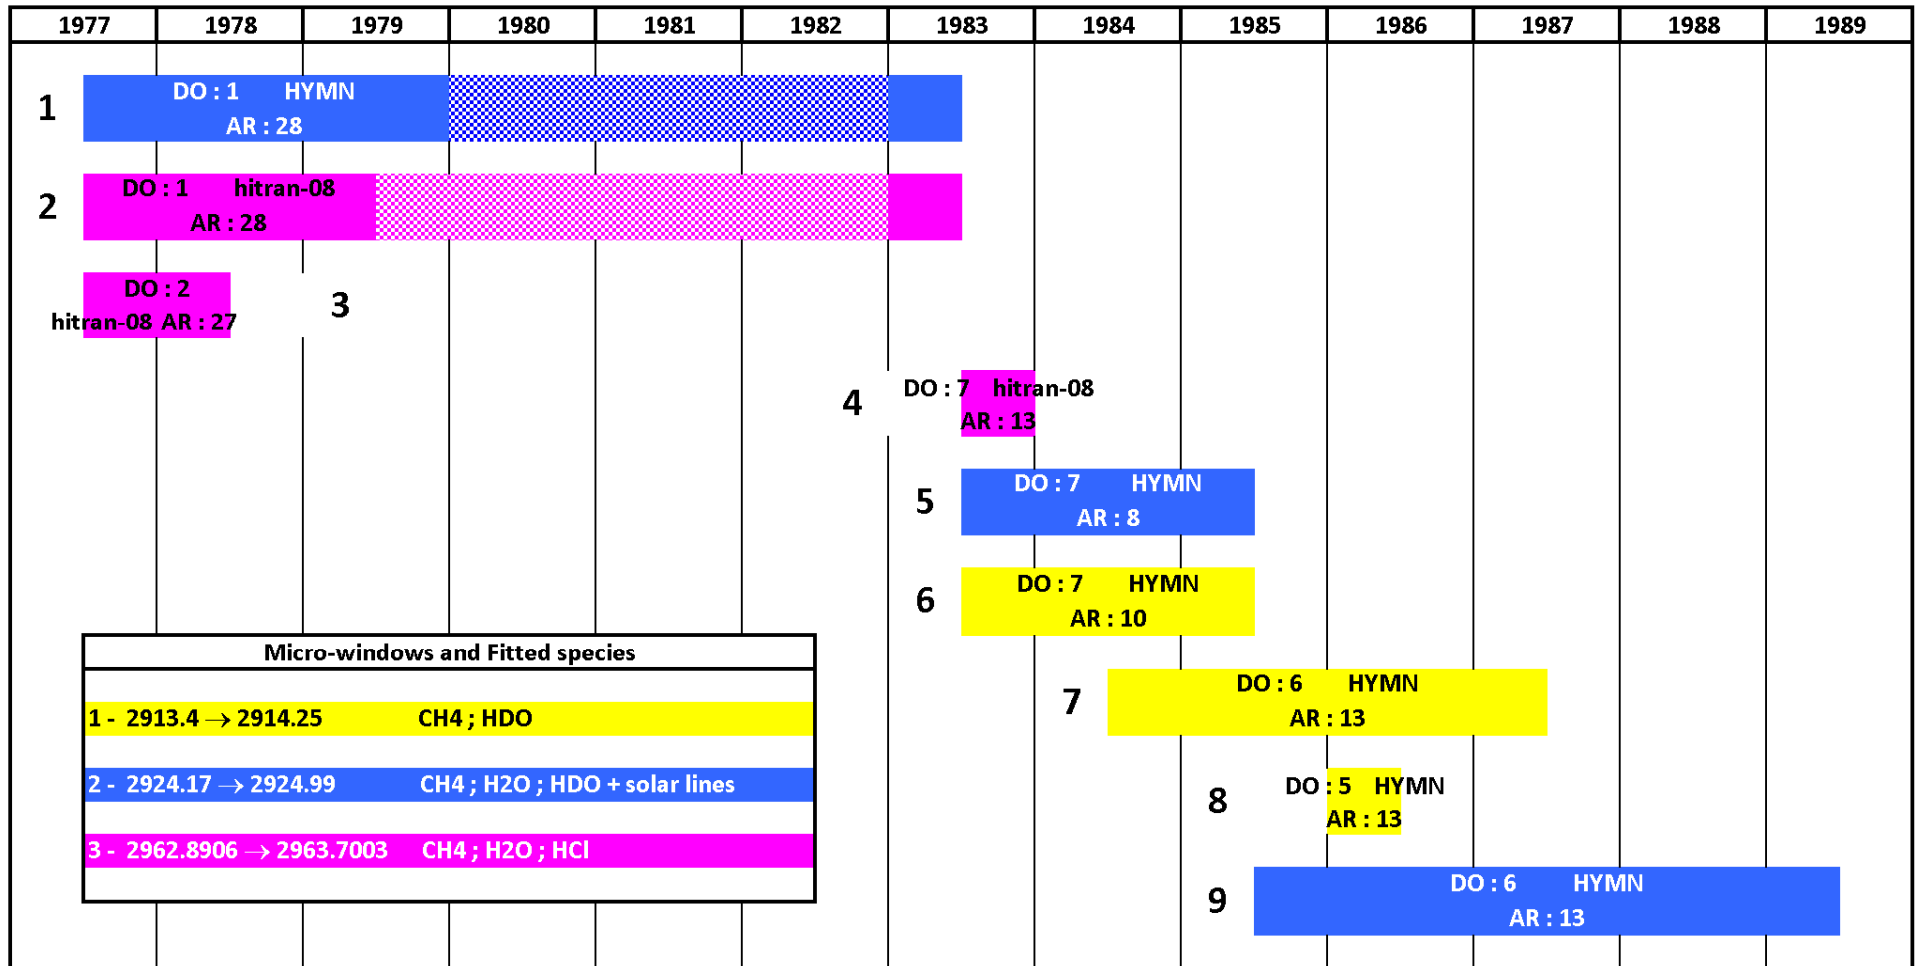 1977 1978 1979 1980 1981 1982 1983 1984 1985 1986 1987 1988 1989
1
DO : 1 HYMN
AR : 28
2
DO : 1 hitran-08
AR : 28
DO : 2
hitran-08 AR : 27
3
4
DO : 7 hitran-08
AR : 13
5
DO : 7 HYMN
AR : 8
6
DO : 7 HYMN
AR : 10
7
DO : 6 HYMN
AR : 13
8
DO : 5 HYMN
AR : 13
9
DO : 6 HYMN
AR : 13
Micro-windows and Fitted species
1 - 2913.4 → 2914.25 CH4 ; HDO
2 - 2924.17 → 2924.99 CH4 ; H2O ; HDO + solar lines
3 - 2962.8906 → 2963.7003 CH4 ; H2O ; HCl